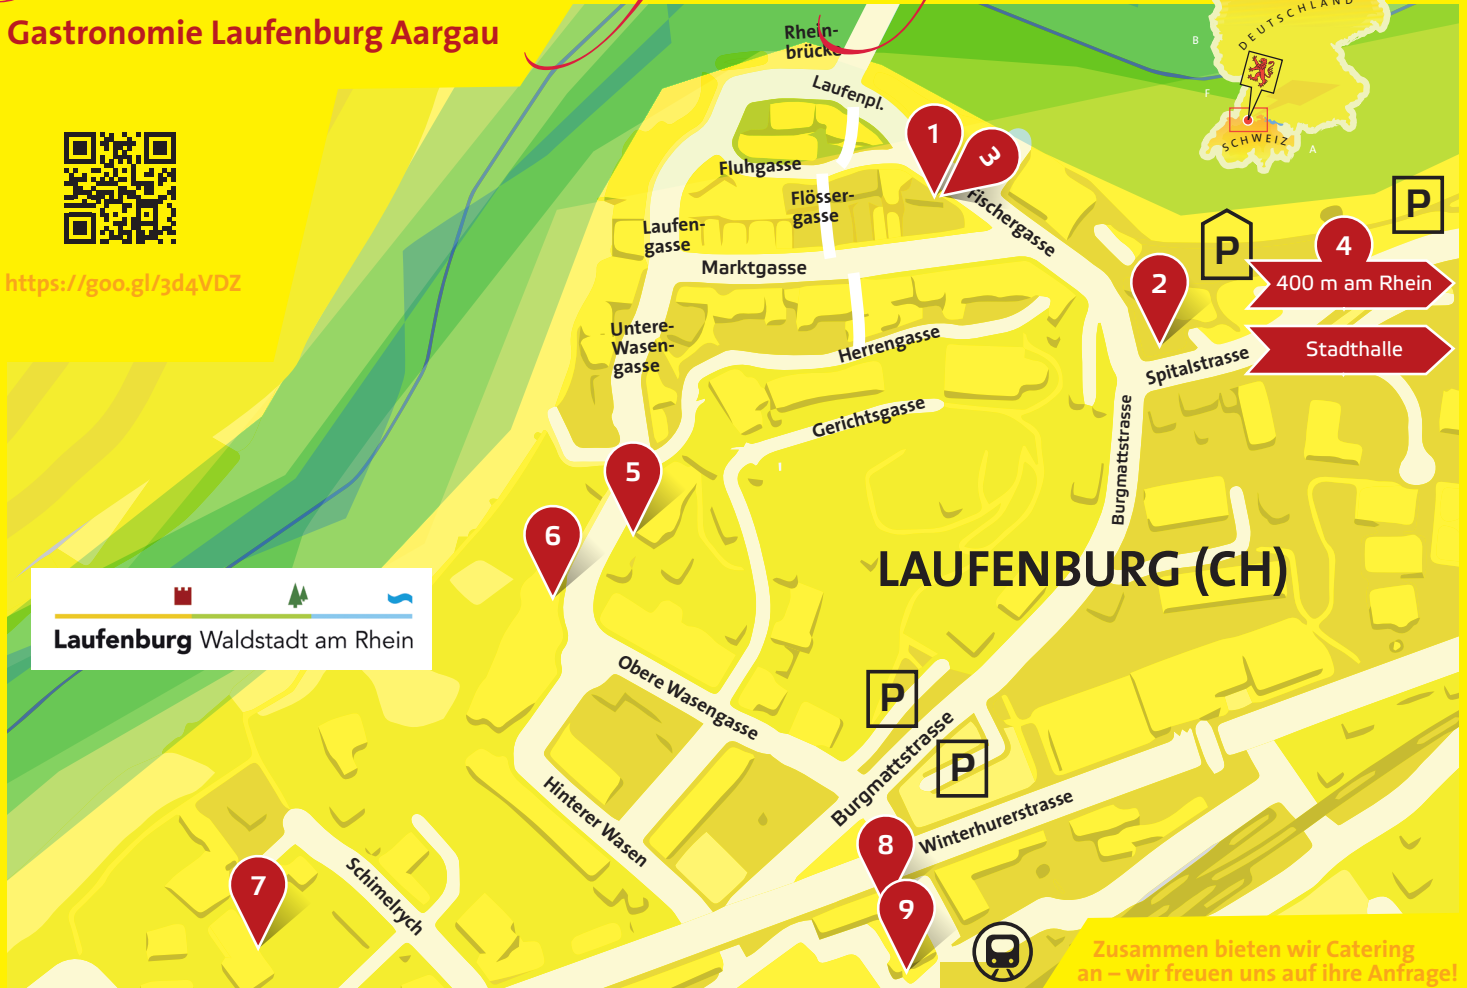 Gastronomie Laufenburg Aargau
https://goo.gl/3d4VDZ
Rhein-
brücke
Laufenpl.
DEUTSCHLAND
B
F
SCHWEIZ
A
1
3
Fluhgasse
Flösser-
gasse
Fischergasse
Laufen-
gasse
Marktgasse
P
P
4
400 m am Rhein
2
Stadthalle
Spitalstrasse
Untere-
Wasen-
gasse
Herrengasse
Gerichtsgasse
Burgmattstrasse
5
6
LAUFENBURG (CH)
Laufenburg Waldstadt am Rhein
Obere Wasengasse
P
P
Burgmattstrasse
Hinterer Wasen
Winterhurerstrasse
8
7
Schimelrych
9
Zusammen bieten wir Catering
an – wir freuen uns auf ihre Anfrage!